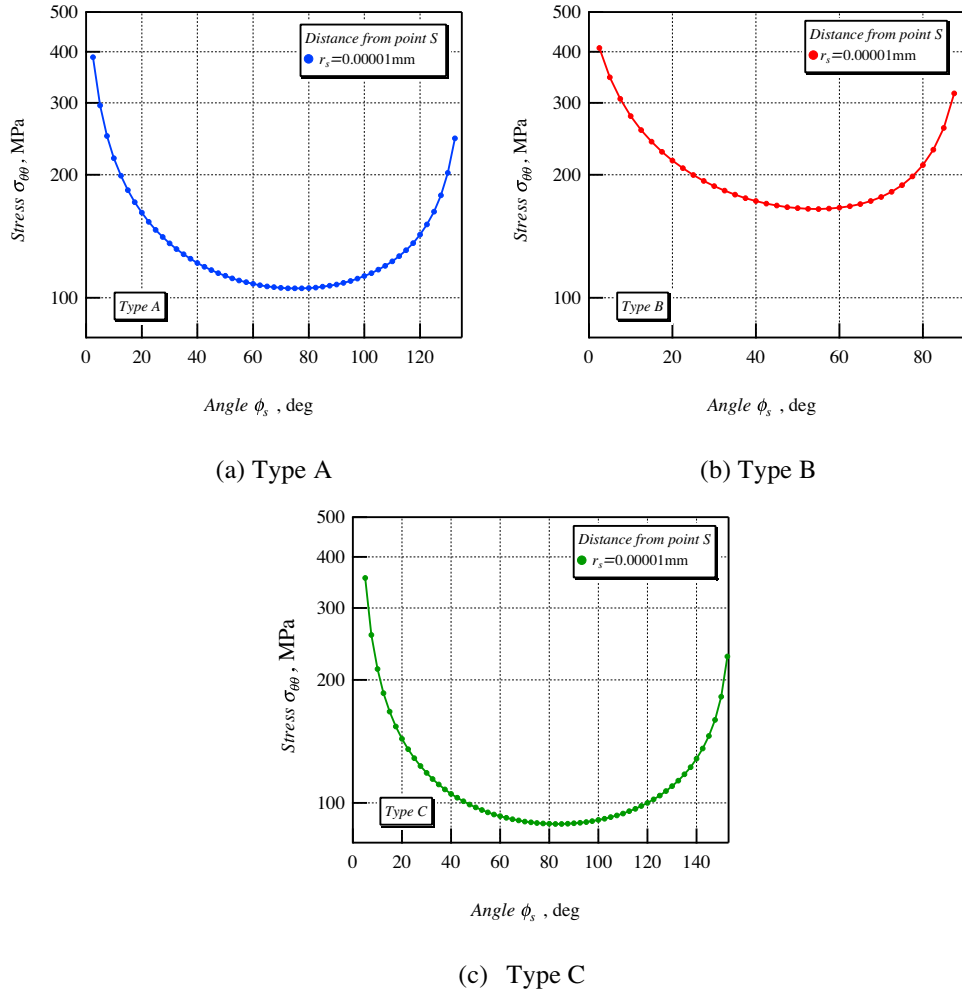 500
400
300
200
100
Stress σθθ , MPa
Distance from point S
rs=0.00001mm
Type A
0 20 40 60 80 100 120
Angle ϕs , deg
(a) Type A
500
400
300
200
100
Stress σθθ , MPa
Distance from point S
rs=0.00001mm
Type B
0 20 40 60 80
Angle ϕs , deg
(b) Type B
500
400
300
200
100
Stress σθθ , MPa
Distance from point S
rs=0.00001mm
Type C
0 20 40 60 80 100 120 140
Angle ϕs , deg
(c) Type C